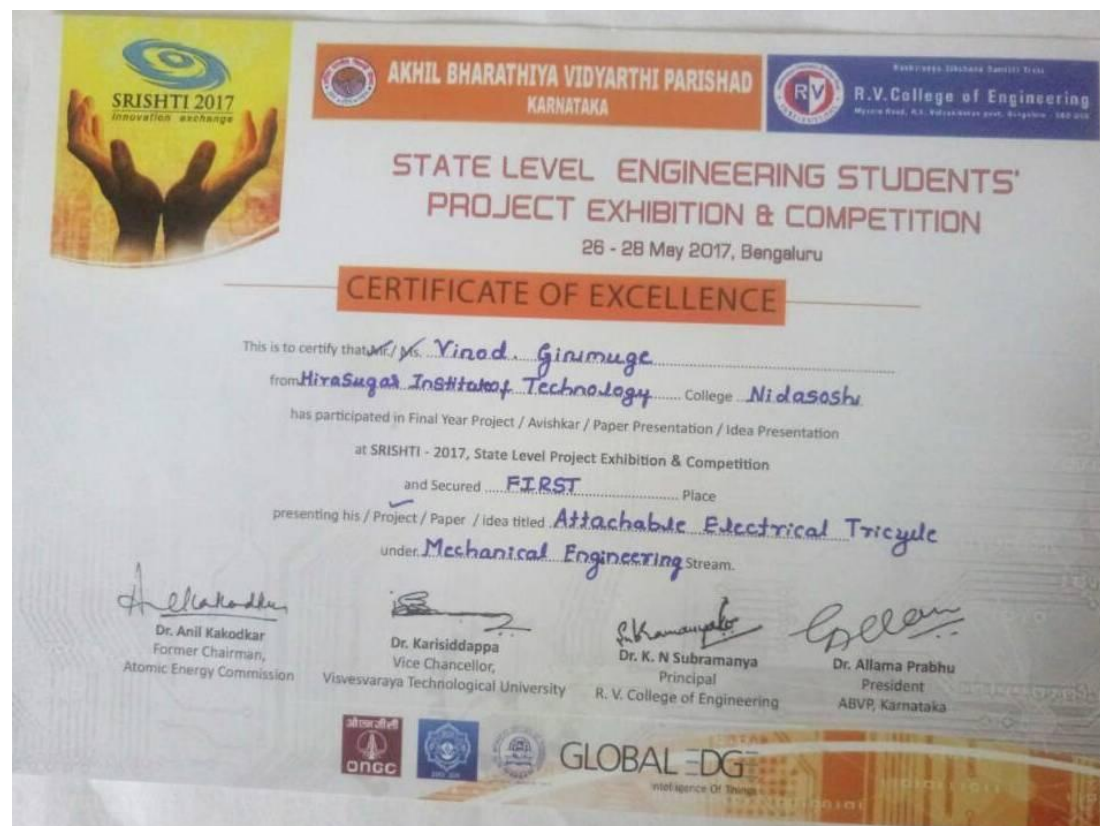 SRISHTI 2017
Innovation exchange
AKHIL BHARATHIYA VIDYARTHI PARISHAD
KARNATAKA
RV
R.V.College of Engineering
STATE LEVEL ENGINEERING STUDENTS'
PROJECT EXHIBITION & COMPETITION
26 - 28 May 2017, Bengaluru
CERTIFICATE OF EXCELLENCE
This is to certify that Mr./ Ms. Vinod. Girimuge
from HiraSugar Institute of Technology College Nidasoshi
has participated in Final Year Project / Avishkar / Paper Presentation / Idea Presentation
at SRISHTI - 2017, State Level Project Exhibition & Competition
and Secured FIRST Place
presenting his / Project / Paper / idea titled Attachable Electrical Tricycle
under Mechanical Engineering Stream.
Dr. Anil Kakodkar
Former Chairman,
Atomic Energy Commission
Dr. Karisiddappa
Vice Chancellor,
Visvesvaraya Technological University
Dr. K. N Subramanya
Principal
R. V. College of Engineering
Dr. Allama Prabhu
President
ABVP, Karnataka
ओएनजीसी
ONGC
GLOBAL EDGE
Intelligence Of Things